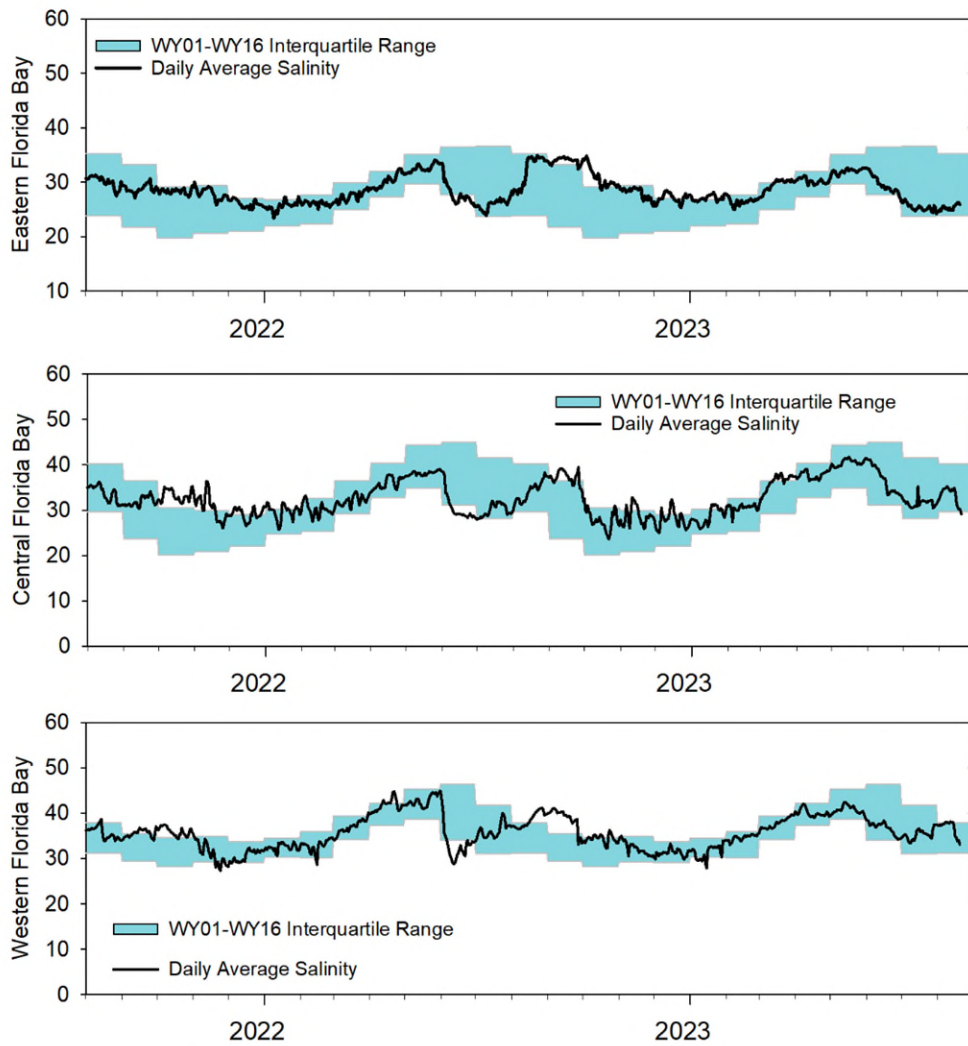 60
WY01-WY16 Interquartile Range
50
Daily Average Salinity
40
30
20
10
Eastern Florida Bay
2022
2023
60
50
WY01-WY16 Interquartile Range
Daily Average Salinity
40
30
20
10
0
Central Florida Bay
2022
2023
60
50
40
30
20
WY01-WY16 Interquartile Range
10
Daily Average Salinity
0
Western Florida Bay
2022
2023